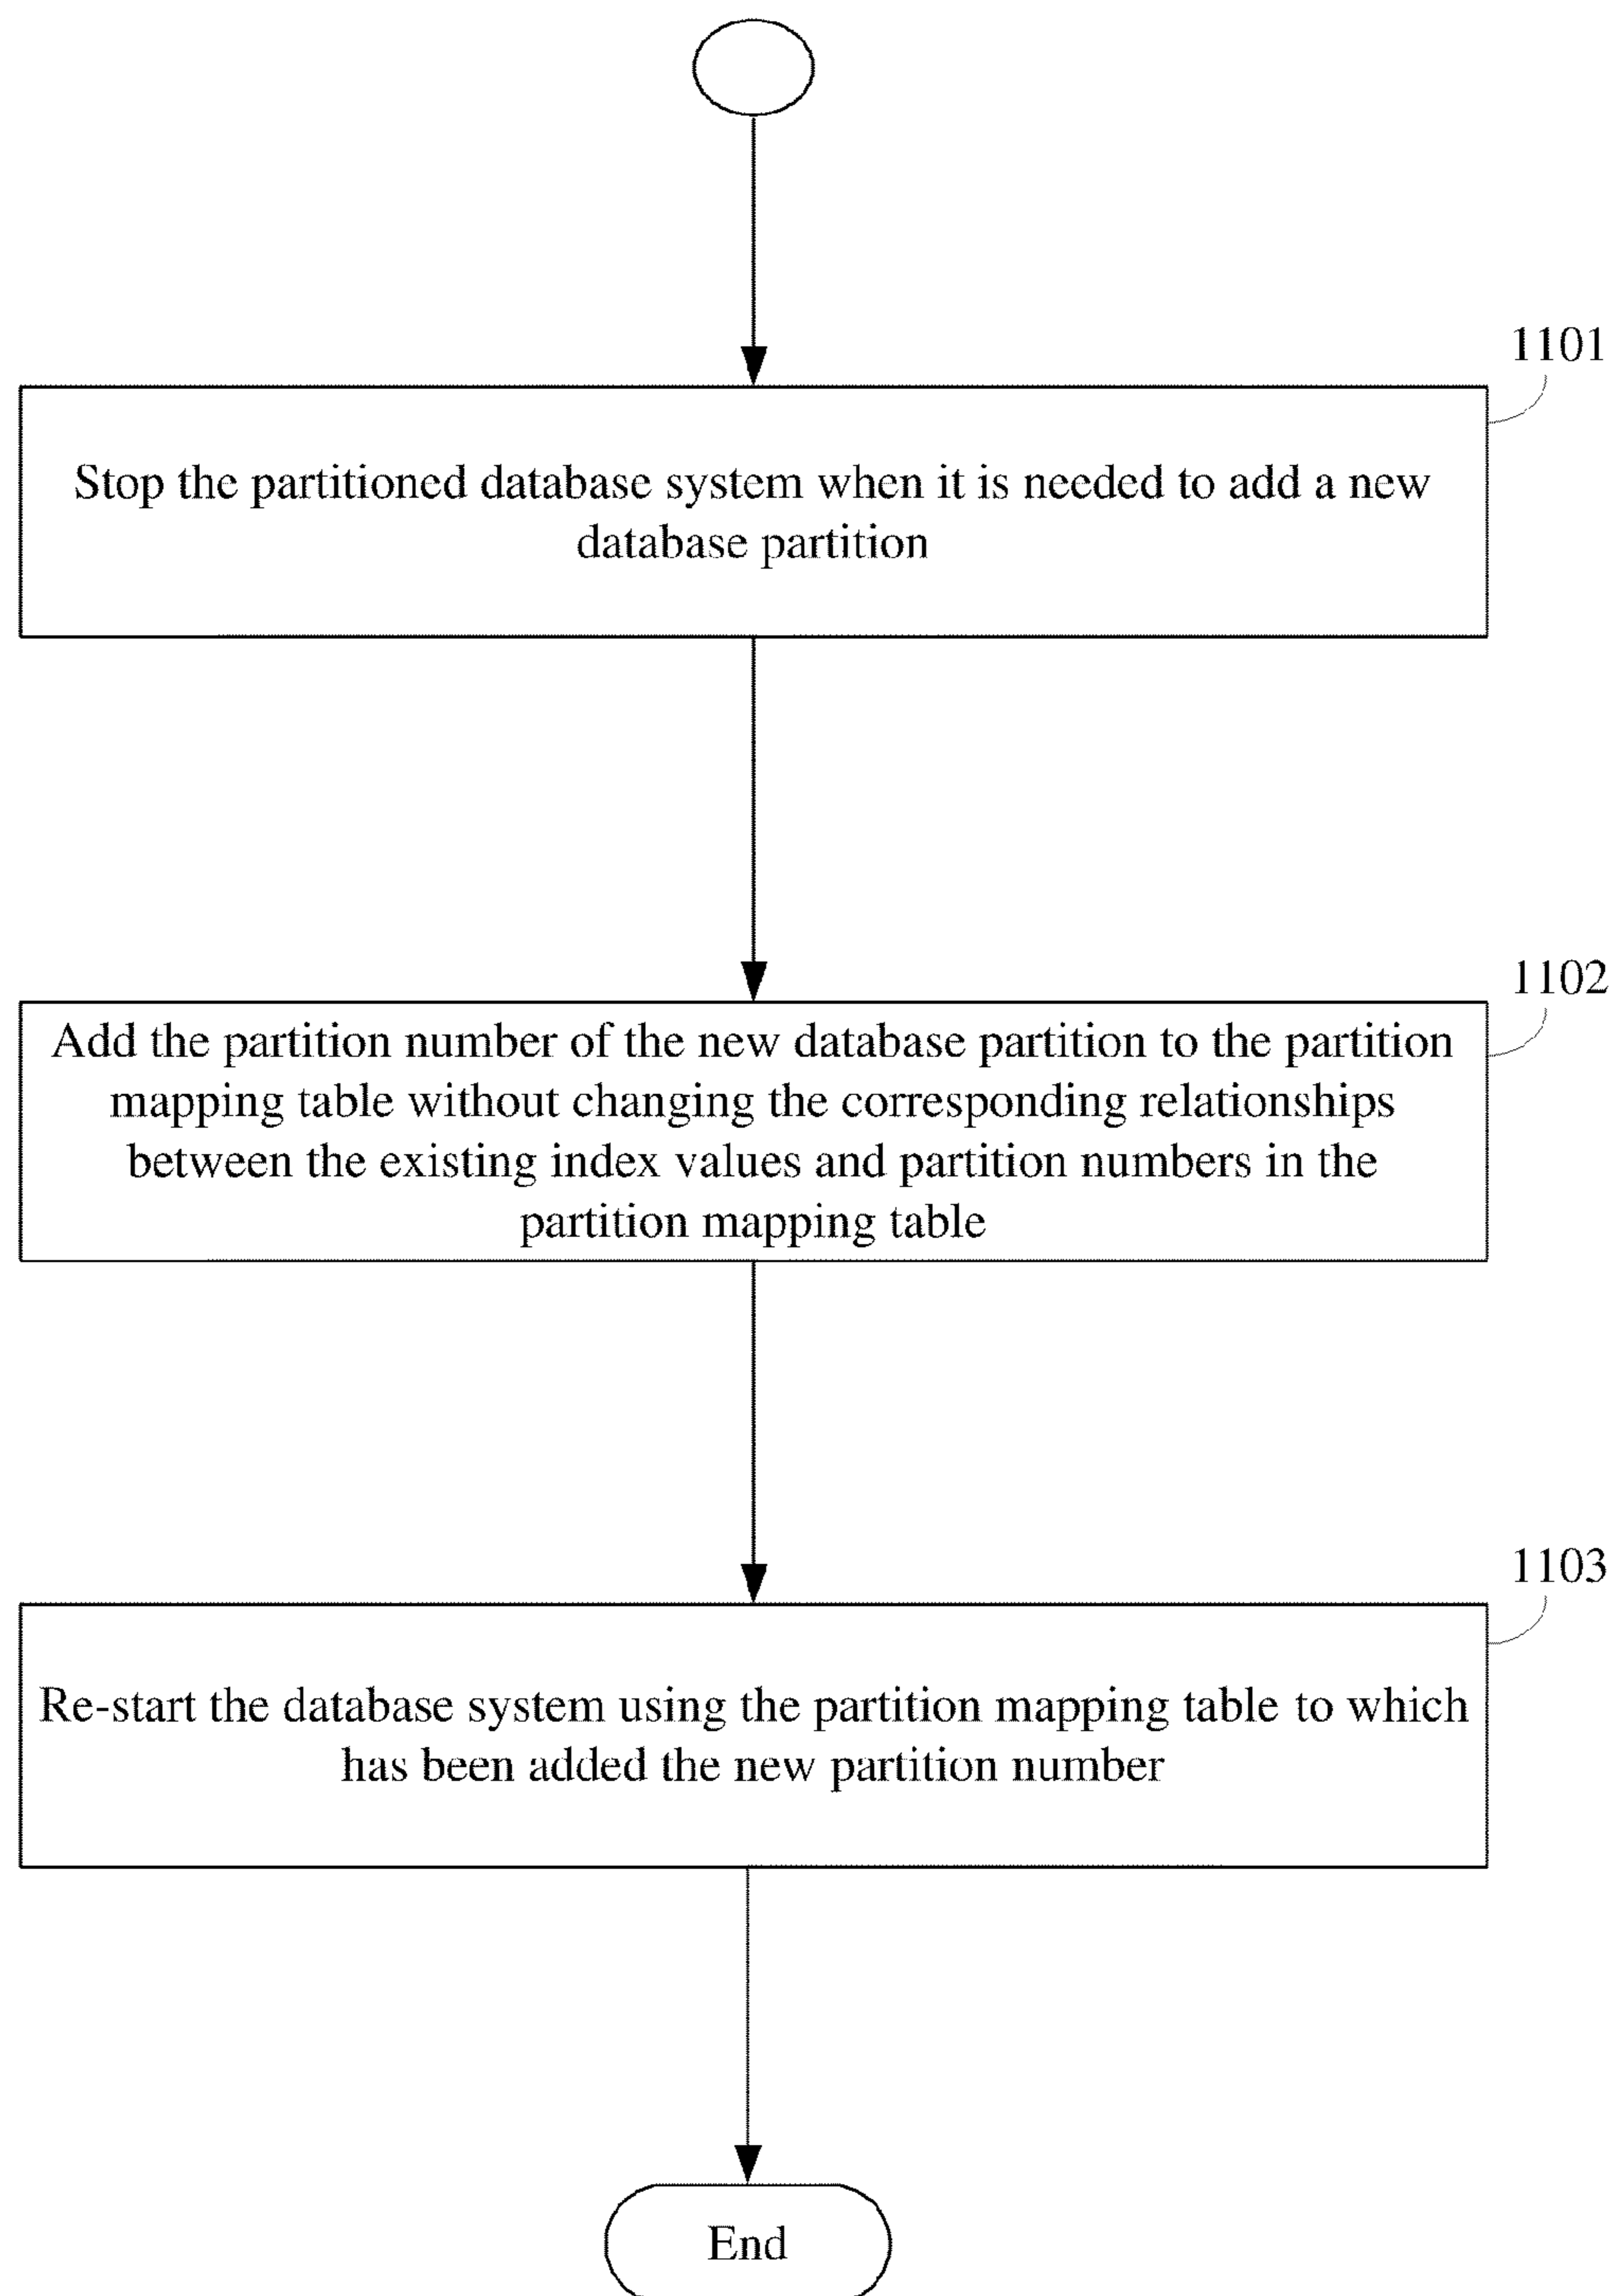 1101
Stop the partitioned database system when it is needed to add a new
database partition
1102
Add the partition number of the new database partition to the partition
mapping table without changing the corresponding relationships
between the existing index values and partition numbers in the
partition mapping table
1103
Re-start the database system using the partition mapping table to which
has been added the new partition number
End